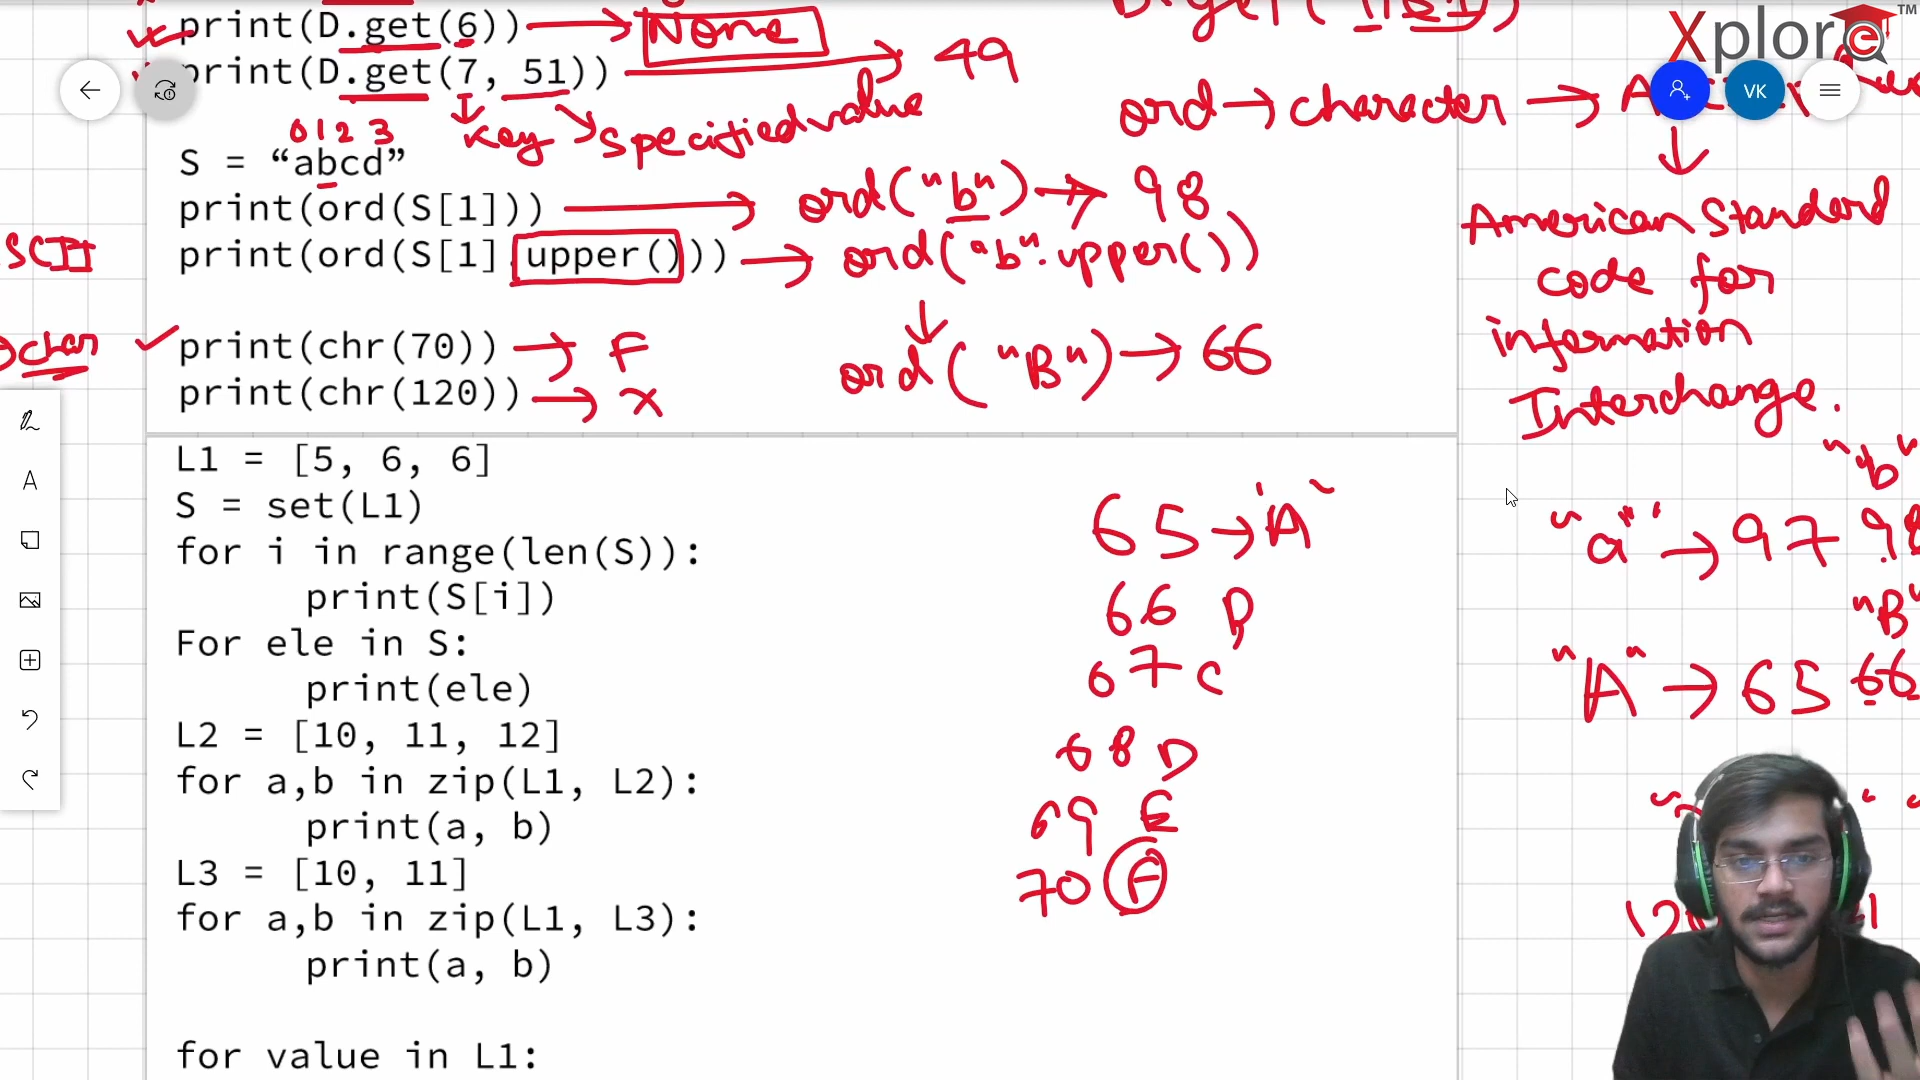 print(D.get(6)) → None
print(D.get(7, 51)) → 49
key specified value
ord → character →
0 1 2 3
S = “abcd”
print(ord(S[1])) → ord("b") → 98
print(ord(S[1] upper())) → ord("b".upper())
ord("B") → 66
print(chr(70)) → F
print(chr(120)) → x
SCII
char
L1 = [5, 6, 6]
S = set(L1)
for i in range(len(S)):
print(S[i])
For ele in S:
print(ele)
L2 = [10, 11, 12]
for a,b in zip(L1, L2):
print(a, b)
L3 = [10, 11]
for a,b in zip(L1, L3):
print(a, b)
for value in L1:
65 → 'A'
66 B
67 C
68 D
69 E
70 F
Xplore TM
VK
A
American Standard
code for
information
Interchange.
"b"
"a" → 97 98
"B"
"A" → 65 66